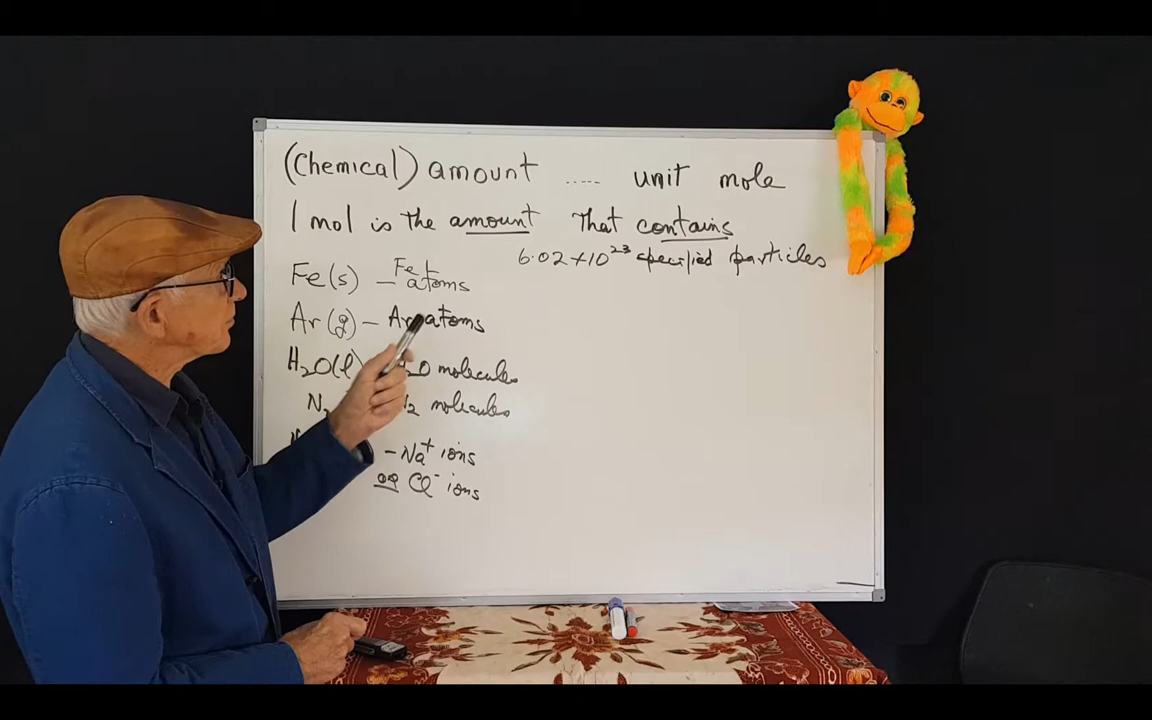 (Chemical) amount ..... unit mole
1 mol is the amount That contains
6.02×10²³ specified particles
Fe(s) – Fe atoms
Ar(g) – Ar atoms
H₂O(l) O molecules
N₂ molecules
– Na⁺ ions
or Cl⁻ ions